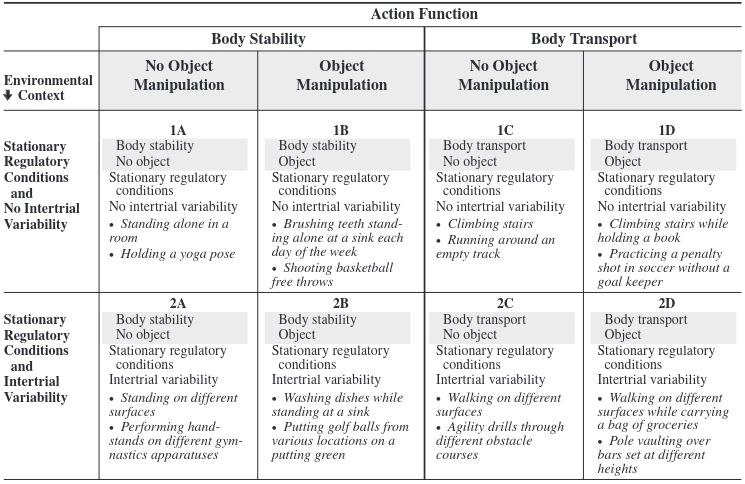 Action Function
Body Stability
Body Transport
Environmental
Context
No Object
Manipulation
Object
Manipulation
No Object
Manipulation
Object
Manipulation
Stationary
Regulatory
Conditions
and
No Intertrial
Variability
1A
Body stability
No object
Stationary regulatory
conditions
No intertrial variability
• Standing alone in a
room
• Holding a yoga pose
1B
Body stability
Object
Stationary regulatory
conditions
No intertrial variability
• Brushing teeth stand-
ing alone at a sink each
day of the week
• Shooting basketball
free throws
1C
Body transport
No object
Stationary regulatory
conditions
No intertrial variability
• Climbing stairs
• Running around an
empty track
1D
Body transport
Object
Stationary regulatory
conditions
No intertrial variability
• Climbing stairs while
holding a book
• Practicing a penalty
shot in soccer without a
goal keeper
Stationary
Regulatory
Conditions
and
Intertrial
Variability
2A
Body stability
No object
Stationary regulatory
conditions
Intertrial variability
• Standing on different
surfaces
• Performing hand-
stands on different gym-
nastics apparatuses
2B
Body stability
Object
Stationary regulatory
conditions
Intertrial variability
• Washing dishes while
standing at a sink
• Putting golf balls from
various locations on a
putting green
2C
Body transport
No object
Stationary regulatory
conditions
Intertrial variability
• Walking on different
surfaces
• Agility drills through
different obstacle
courses
2D
Body transport
Object
Stationary regulatory
conditions
Intertrial variability
• Walking on different
surfaces while carrying
a bag of groceries
• Pole vaulting over
bars set at different
heights